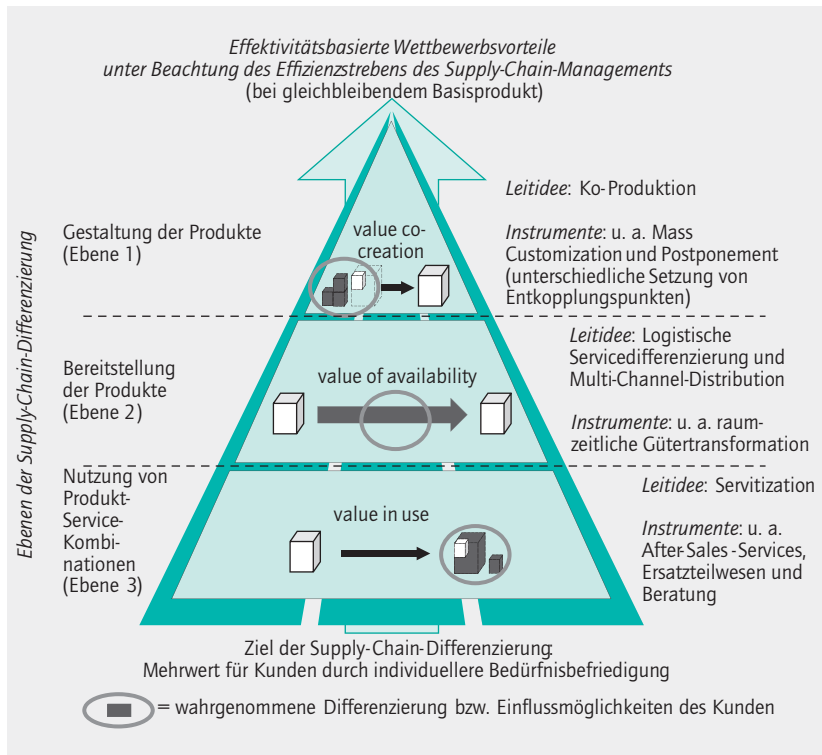 Effektivitätsbasierte Wettbewerbsvorteile
unter Beachtung des Effizienzstrebens des Supply-Chain-Managements
(bei gleichbleibendem Basisprodukt)
Ebenen der Supply-Chain-Differenzierung
Gestaltung der Produkte
(Ebene 1)
value co-
creation
Leitidee: Ko-Produktion
Instrumente: u. a. Mass
Customization und Postponement
(unterschiedliche Setzung von
Entkopplungspunkten)
Bereitstellung
der Produkte
(Ebene 2)
value of availability
Leitidee: Logistische
Servicedifferenzierung und
Multi-Channel-Distribution
Instrumente: u. a. raum-
zeitliche Gütertransformation
Nutzung von
Produkt-
Service-
Kombi-
nationen
(Ebene 3)
value in use
Leitidee: Servitization
Instrumente: u. a.
After-Sales-Services,
Ersatzteilwesen und
Beratung
Ziel der Supply-Chain-Differenzierung:
Mehrwert für Kunden durch individuellere Bedürfnisbefriedigung
= wahrgenommene Differenzierung bzw. Einflussmöglichkeiten des Kunden